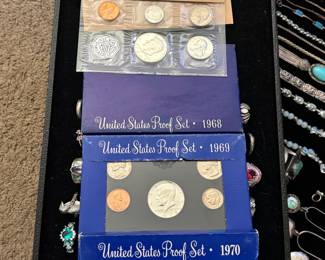 United States Proof Set • 1968
United States Proof Set • 1969
United States Proof Set • 1970